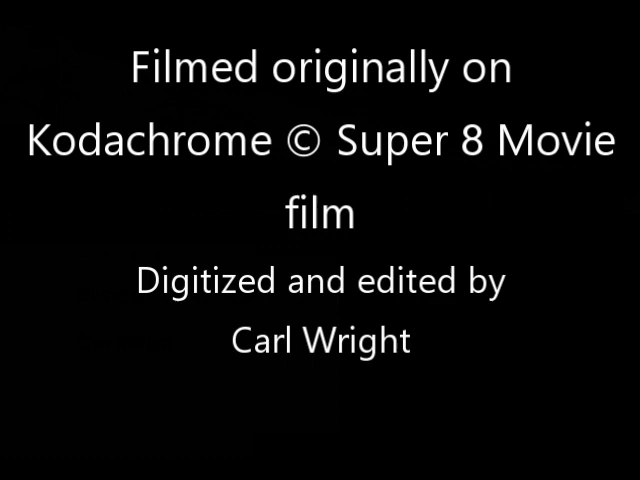 Filmed originally on
Kodachrome © Super 8 Movie
film
Digitized and edited by
Carl Wright